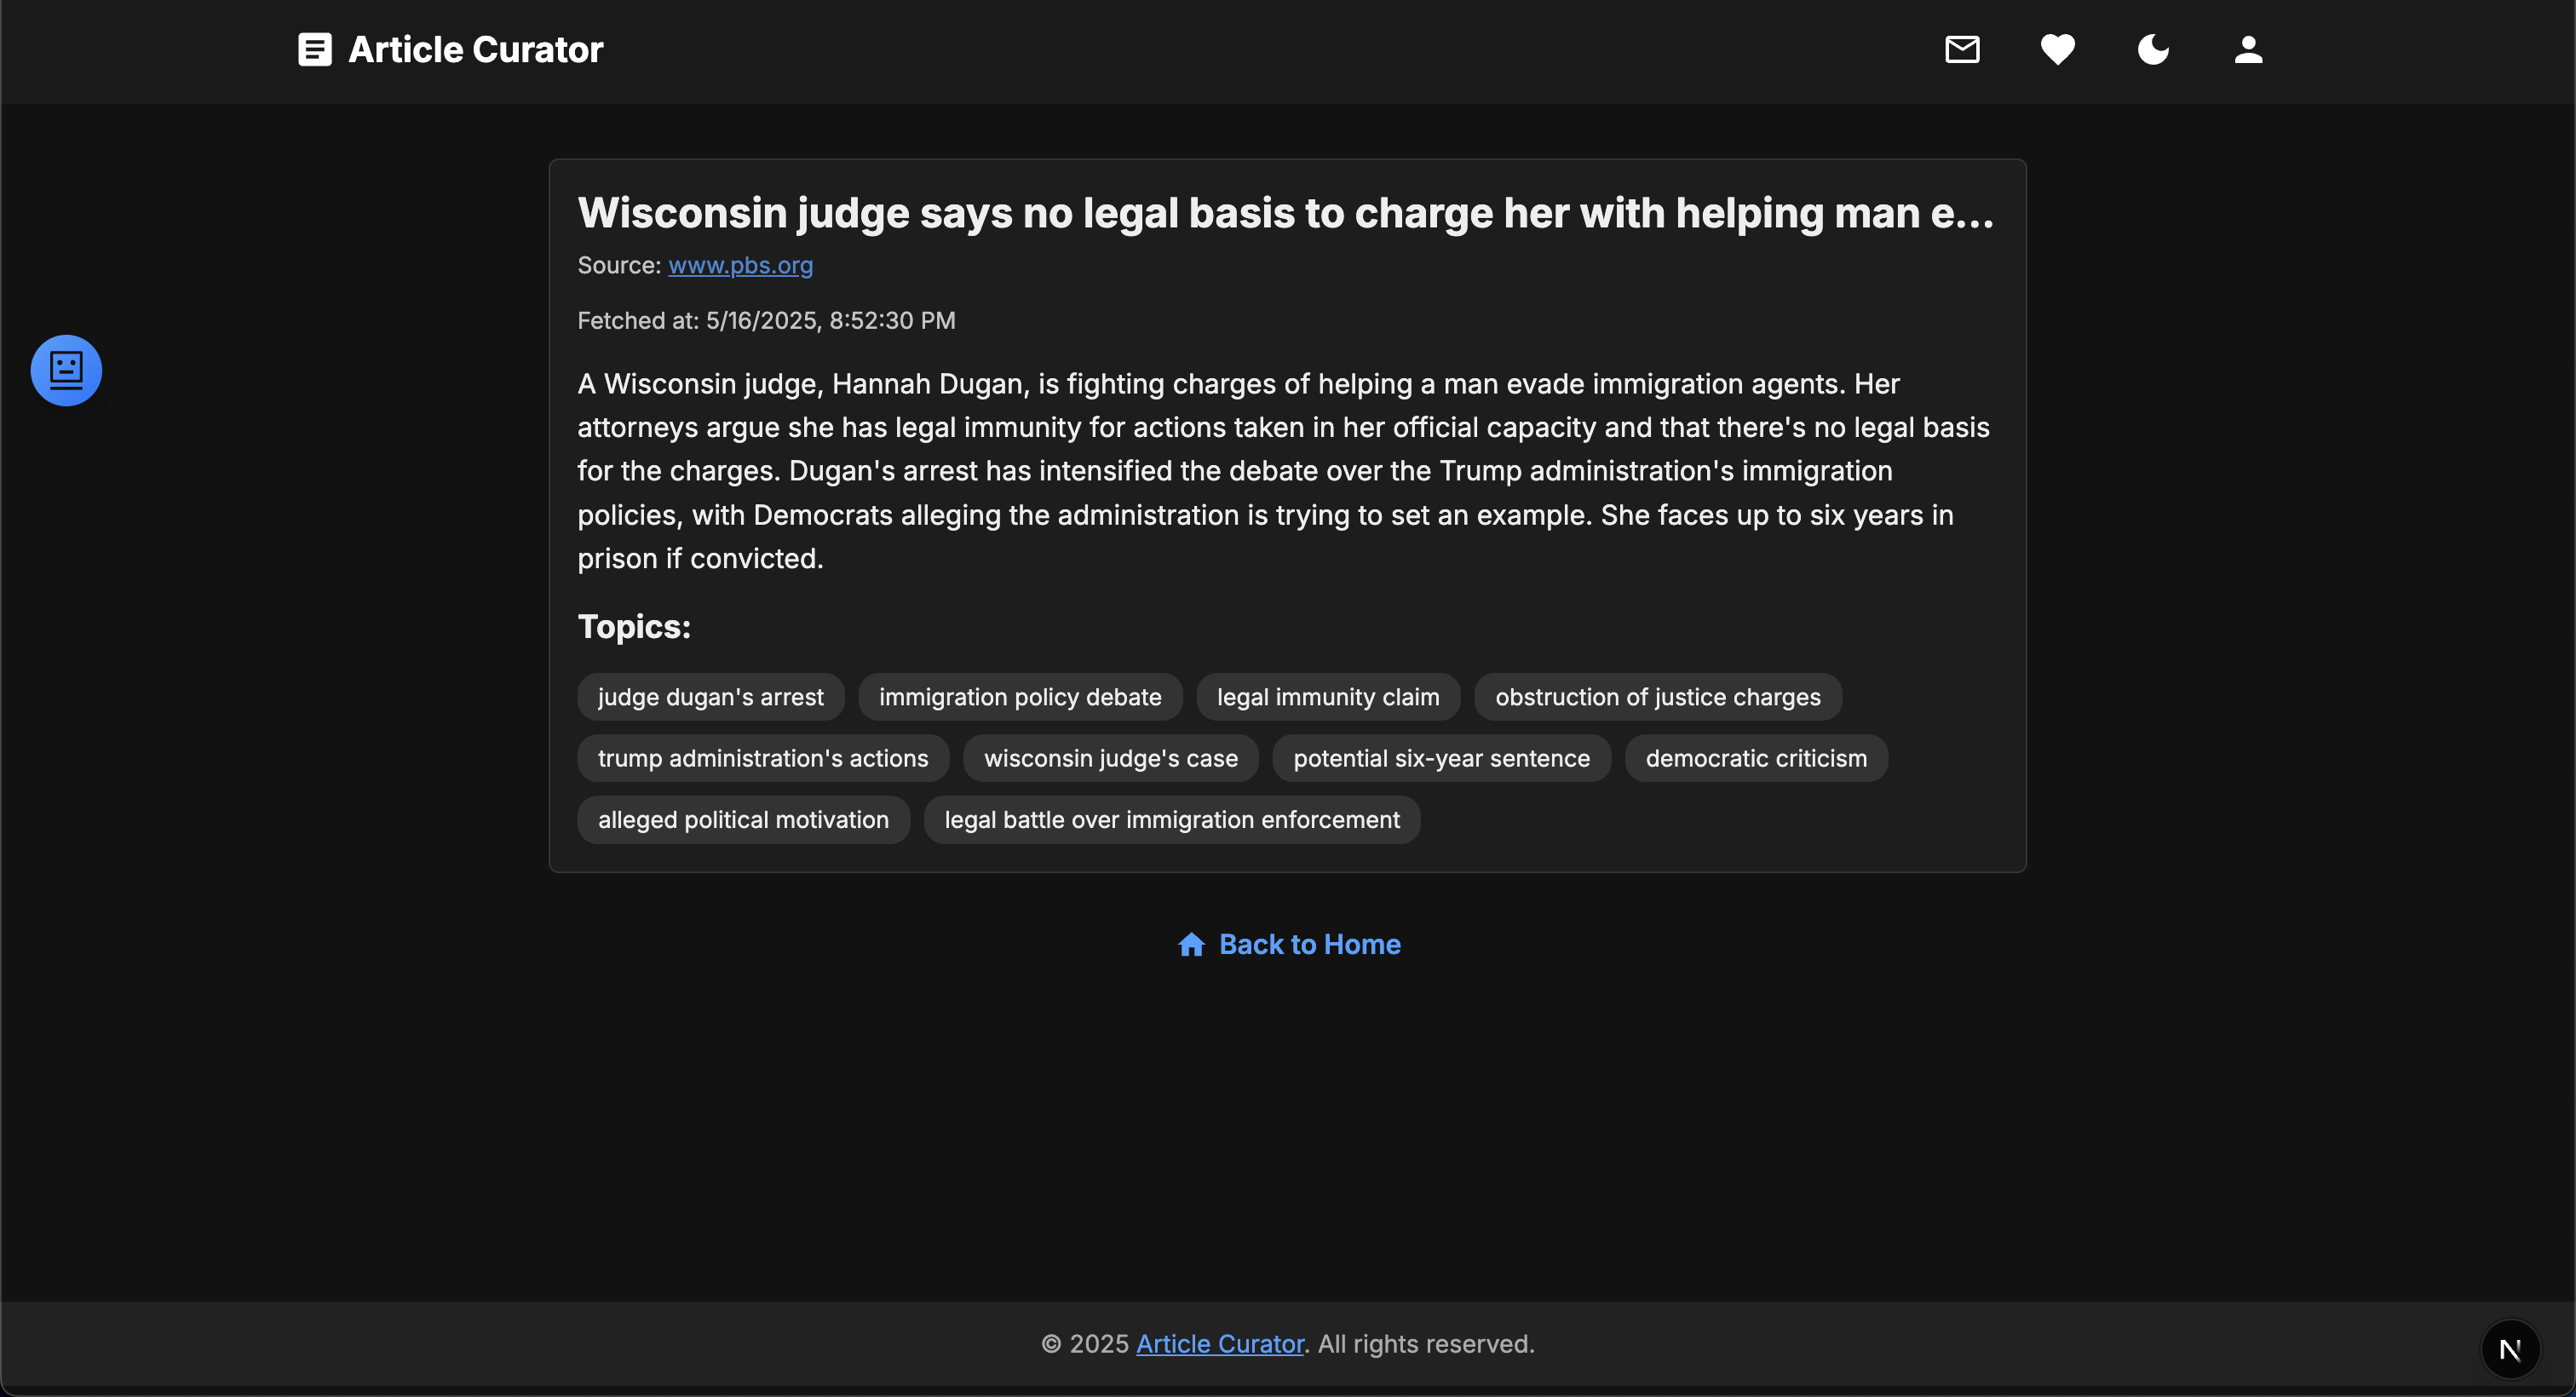 Article Curator
Wisconsin judge says no legal basis to charge her with helping man e...
Source: www.pbs.org
Fetched at: 5/16/2025, 8:52:30 PM
A Wisconsin judge, Hannah Dugan, is fighting charges of helping a man evade immigration agents. Her
attorneys argue she has legal immunity for actions taken in her official capacity and that there's no legal basis
for the charges. Dugan's arrest has intensified the debate over the Trump administration's immigration
policies, with Democrats alleging the administration is trying to set an example. She faces up to six years in
prison if convicted.
Topics:
judge dugan's arrest immigration policy debate legal immunity claim obstruction of justice charges
trump administration's actions wisconsin judge's case potential six-year sentence democratic criticism
alleged political motivation legal battle over immigration enforcement
Back to Home
© 2025 Article Curator. All rights reserved.
N